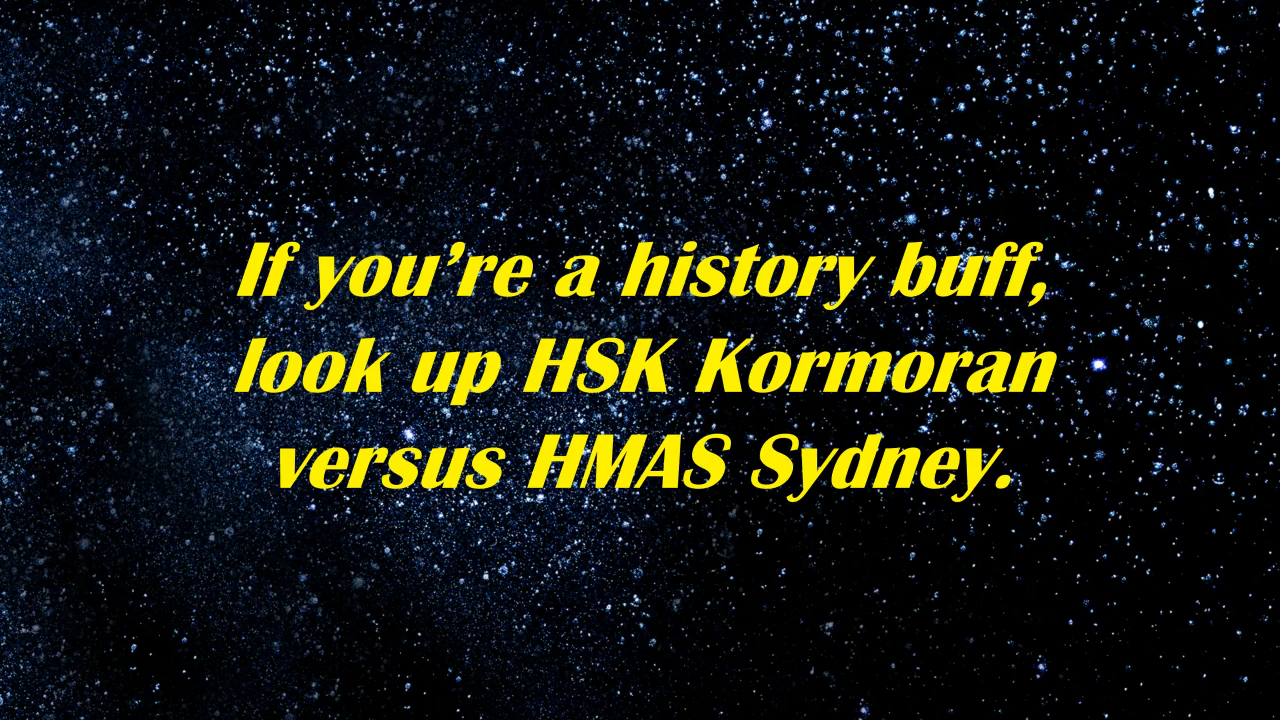 If you’re a history buff,
look up HSK Kormoran
versus HMAS Sydney.